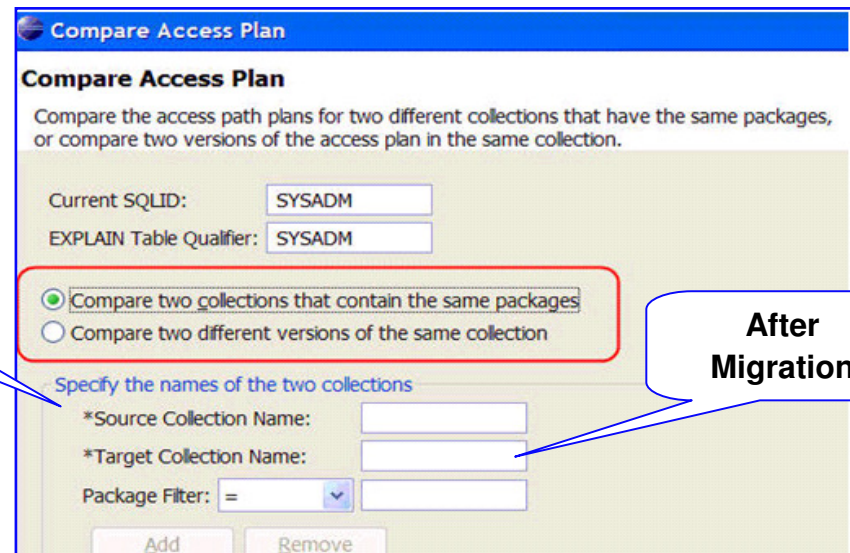 Compare Access Plan
Compare Access Plan
Compare the access path plans for two different collections that have the same packages,
or compare two versions of the access plan in the same collection.
Current SQLID: SYSADM
EXPLAIN Table Qualifier: SYSADM
Compare two collections that contain the same packages
Compare two different versions of the same collection
After
Migration
Specify the names of the two collections
*Source Collection Name:
*Target Collection Name:
Package Filter: =
Add Remove